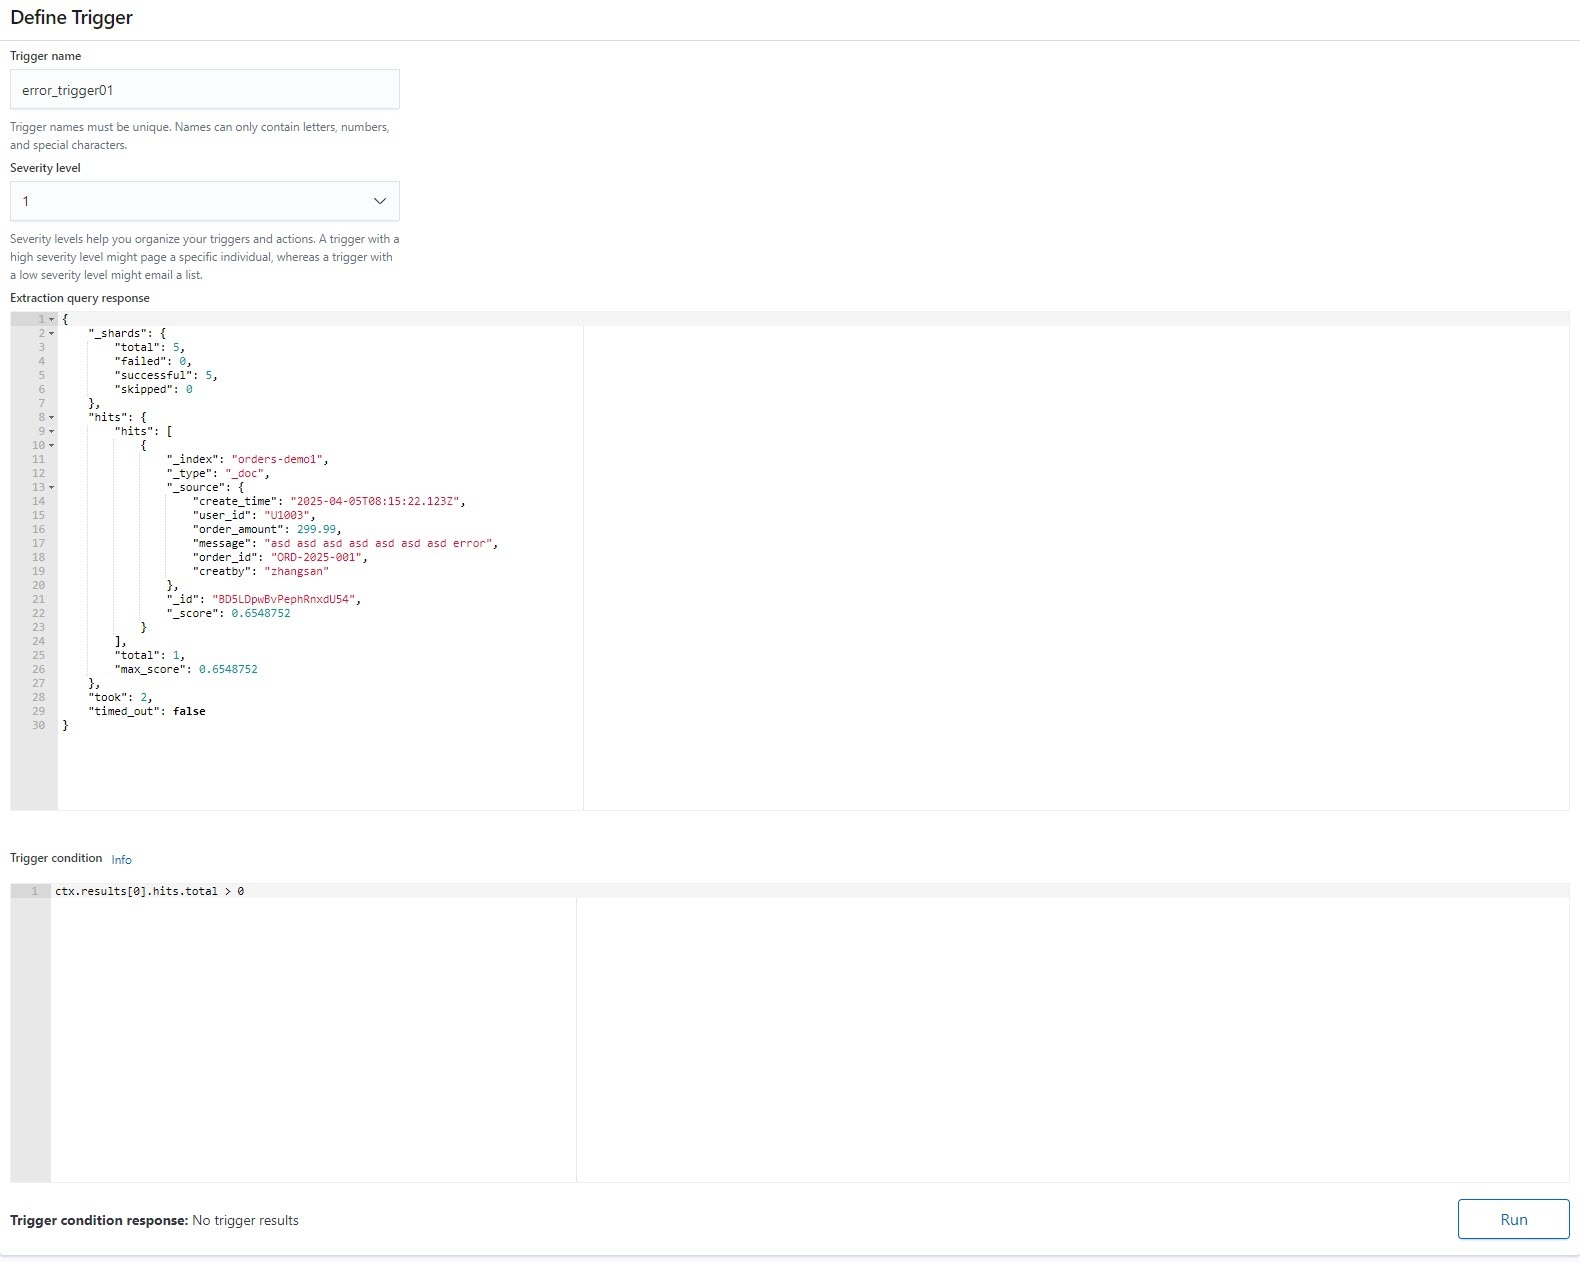 Define Trigger
Trigger name
error_trigger01
Trigger names must be unique. Names can only contain letters, numbers,
and special characters.
Severity level
1
Severity levels help you organize your triggers and actions. A trigger with a
high severity level might page a specific individual, whereas a trigger with
a low severity level might email a list.
Extraction query response
1 {
2     "_shards": {
3         "total": 5,
4         "failed": 0,
5         "successful": 5,
6         "skipped": 0
7     },
8     "hits": {
9         "hits": [
10             {
11                 "_index": "orders-demo1",
12                 "_type": "_doc",
13                 "_source": {
14                     "create_time": "2025-04-05T08:15:22.123Z",
15                     "user_id": "U1003",
16                     "order_amount": 299.99,
17                     "message": "asd asd asd asd asd asd asd error",
18                     "order_id": "ORD-2025-001",
19                     "creatby": "zhangsan"
20                 },
21                 "_id": "BD5LDpwBvPephRnxdU54",
22                 "_score": 0.6548752
23             }
24         ],
25         "total": 1,
26         "max_score": 0.6548752
27     },
28     "took": 2,
29     "timed_out": false
30 }
Trigger condition Info
1 ctx.results[0].hits.total > 0
Trigger condition response: No trigger results
Run